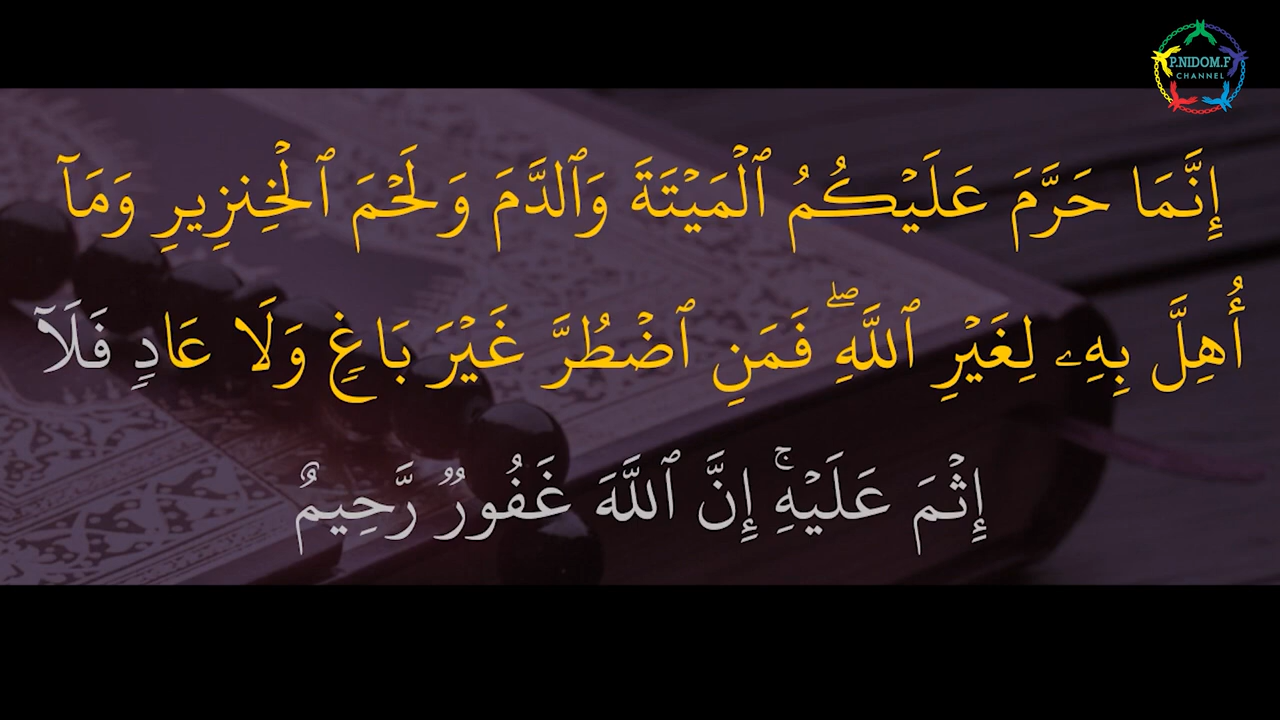 P.NIDOM.F
CHANNEL
إِنَّمَا حَرَّمَ عَلَيۡكُمُ ٱلۡمَيۡتَةَ وَٱلدَّمَ وَلَحۡمَ ٱلۡخِنزِيرِ وَمَآ
أُهِلَّ بِهِۦ لِغَيۡرِ ٱللَّهِۖ فَمَنِ ٱضۡطُرَّ غَيۡرَ بَاغٖ وَلَا عَادٖ فَلَآ
إِثۡمَ عَلَيۡهِۚ إِنَّ ٱللَّهَ غَفُورٞ رَّحِيمٌ